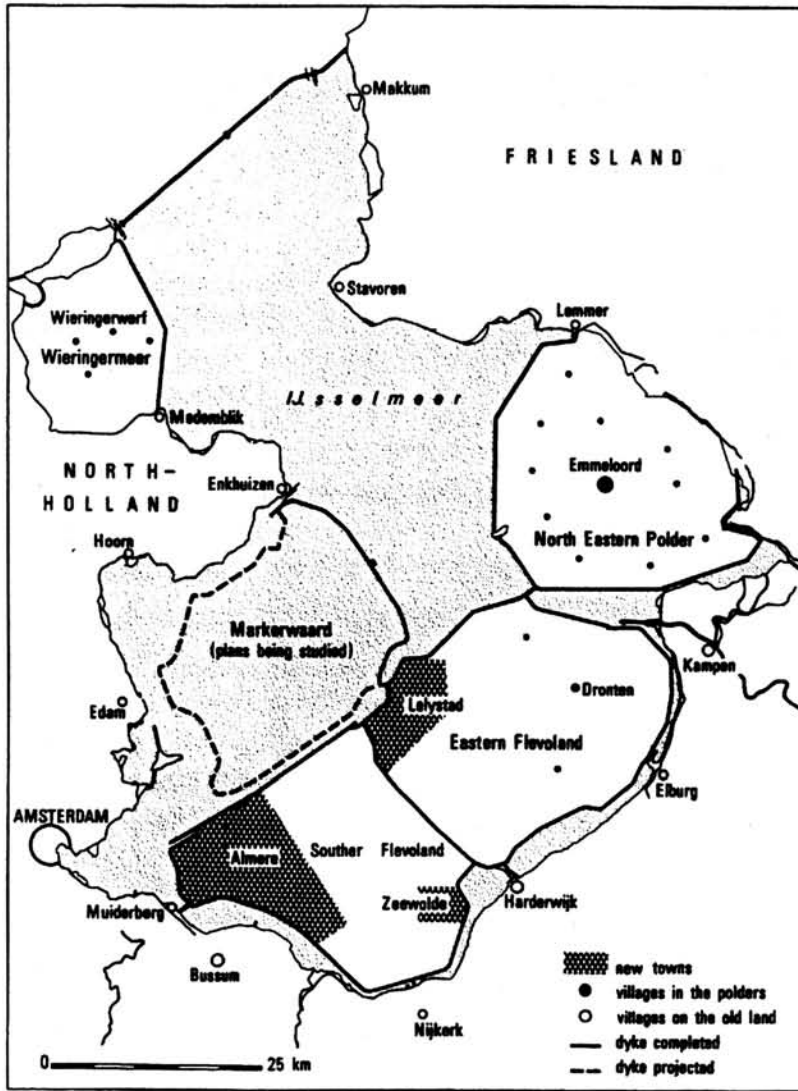 Makkum
FRIESLAND
Stavoren
Lemmer
Wieringerwerf
Wieringermeer
IJsselmeer
Medemblik
NORTH-
HOLLAND
Enkhuizen
Emmeloord
Hoorn
North Eastern Polder
Markerwaard
(plans being studied)
Kampen
Lelystad
Dronten
Edam
Eastern Flevoland
Elburg
AMSTERDAM
Almere
Souther Flevoland
Zeewolde
Harderwijk
Muiderberg
Bussum
Nijkerk
new towns
villages in the polders
villages on the old land
dyke completed
dyke projected
0 25 km